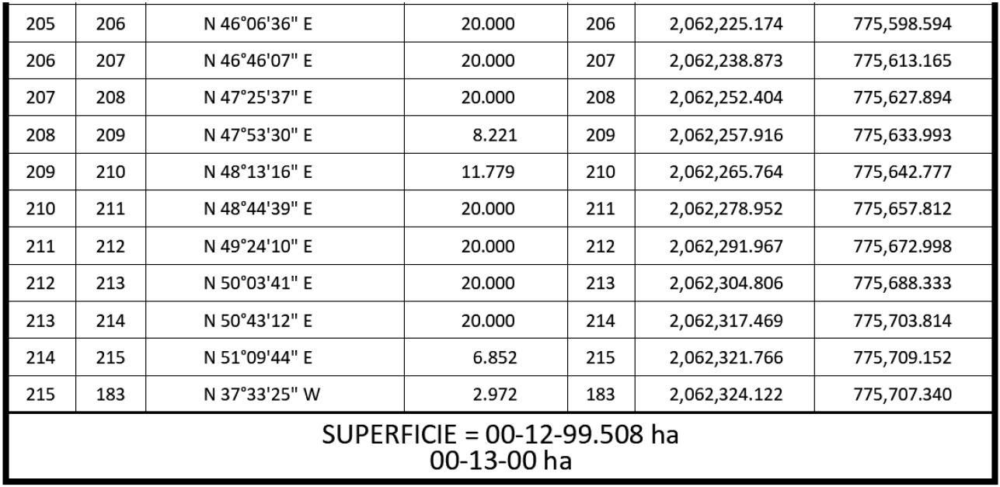 205 206 N 46°06'36" E 20.000 206 2,062,225.174 775,598.594
206 207 N 46°46'07" E 20.000 207 2,062,238.873 775,613.165
207 208 N 47°25'37" E 20.000 208 2,062,252.404 775,627.894
208 209 N 47°53'30" E 8.221 209 2,062,257.916 775,633.993
209 210 N 48°13'16" E 11.779 210 2,062,265.764 775,642.777
210 211 N 48°44'39" E 20.000 211 2,062,278.952 775,657.812
211 212 N 49°24'10" E 20.000 212 2,062,291.967 775,672.998
212 213 N 50°03'41" E 20.000 213 2,062,304.806 775,688.333
213 214 N 50°43'12" E 20.000 214 2,062,317.469 775,703.814
214 215 N 51°09'44" E 6.852 215 2,062,321.766 775,709.152
215 183 N 37°33'25" W 2.972 183 2,062,324.122 775,707.340
SUPERFICIE = 00-12-99.508 ha
00-13-00 ha